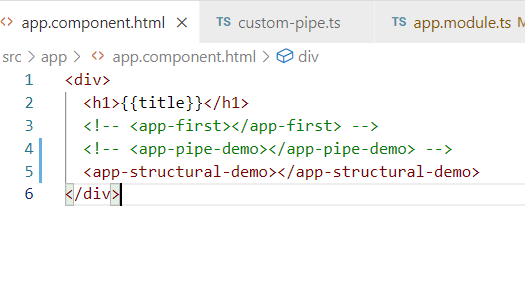 app.component.html × TS custom-pipe.ts TS app.module.ts M
src > app > app.component.html > div
1 <div>
2 <h1>{{title}}</h1>
3 <!-- <app-first></app-first> -->
4 <!-- <app-pipe-demo></app-pipe-demo> -->
5 <app-structural-demo></app-structural-demo>
6 </div>